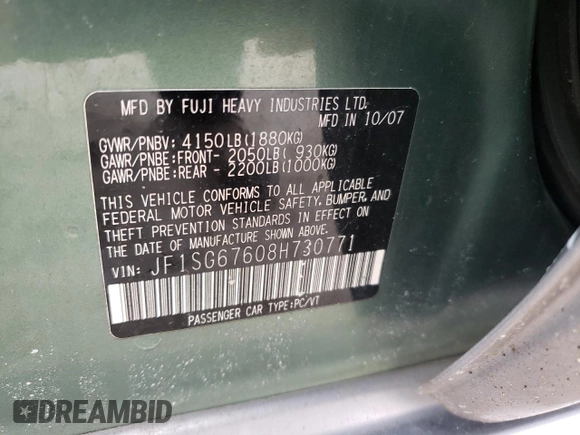 MFD BY FUJI HEAVY INDUSTRIES LTD.
MFD IN 10/07
GVWR/PNBV: 4150LB(1880KG)
GAWR/PNBE:FRONT- 2050LB( 930KG)
GAWR/PNBE:REAR - 2200LB(1000KG)
THIS VEHICLE CONFORMS TO ALL APPLICABLE
FEDERAL MOTOR VEHICLE SAFETY, BUMPER, AND
THEFT PREVENTION STANDARDS IN EFFECT ON
THE DATE OF MANUFACTURE SHOWN ABOVE.
VIN: JF1SG67608H730771
PASSENGER CAR TYPE:PC/VT
DREAMBID